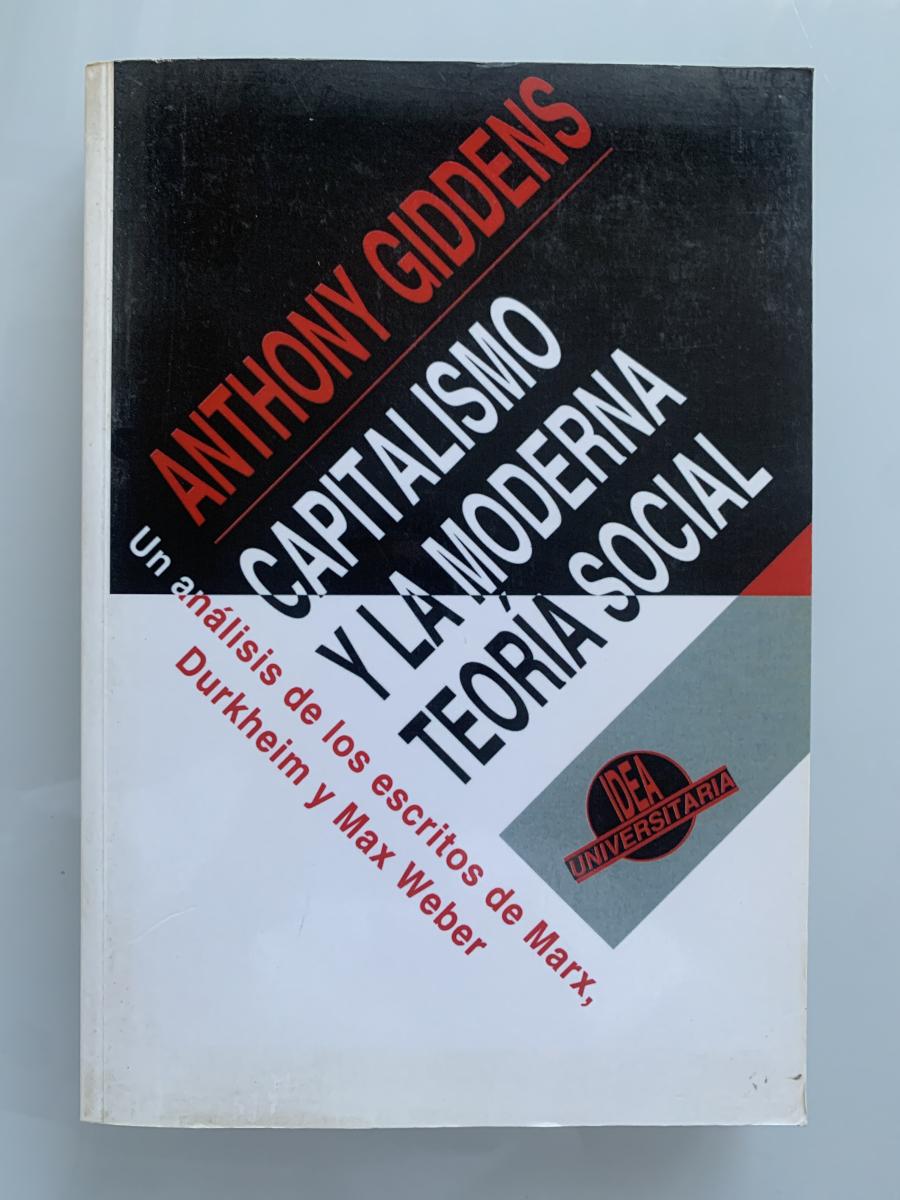 ANTHONY GIDDENS
CAPITALISMO
Y LA MODERNA
TEORÍA SOCIAL
Un análisis de los escritos de Marx,
Durkheim y Max Weber
IDEA
UNIVERSITARIA